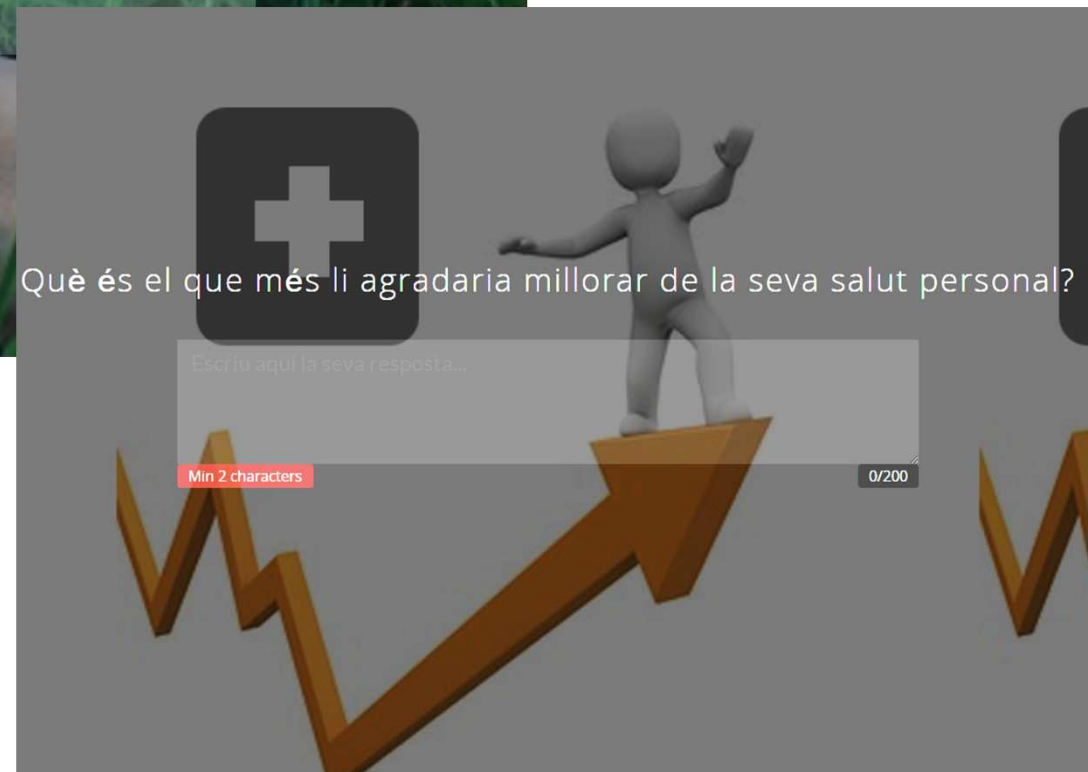 Què és el que més li agradaria millorar de la seva salut personal?
Escriu aquí la seva resposta...
Min 2 characters
0/200